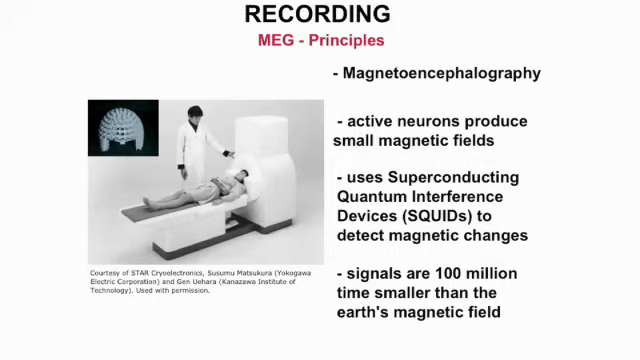 RECORDING
MEG - Principles
- Magnetoencephalography
- active neurons produce
small magnetic fields
- uses Superconducting
Quantum Interference
Devices (SQUIDs) to
detect magnetic changes
- signals are 100 million
time smaller than the
earth's magnetic field
Courtesy of STAR Cryoelectronics, Susumu Matsukura (Yokogawa
Electric Corporation) and Gen Uehara (Kanazawa Institute of
Technology). Used with permission.